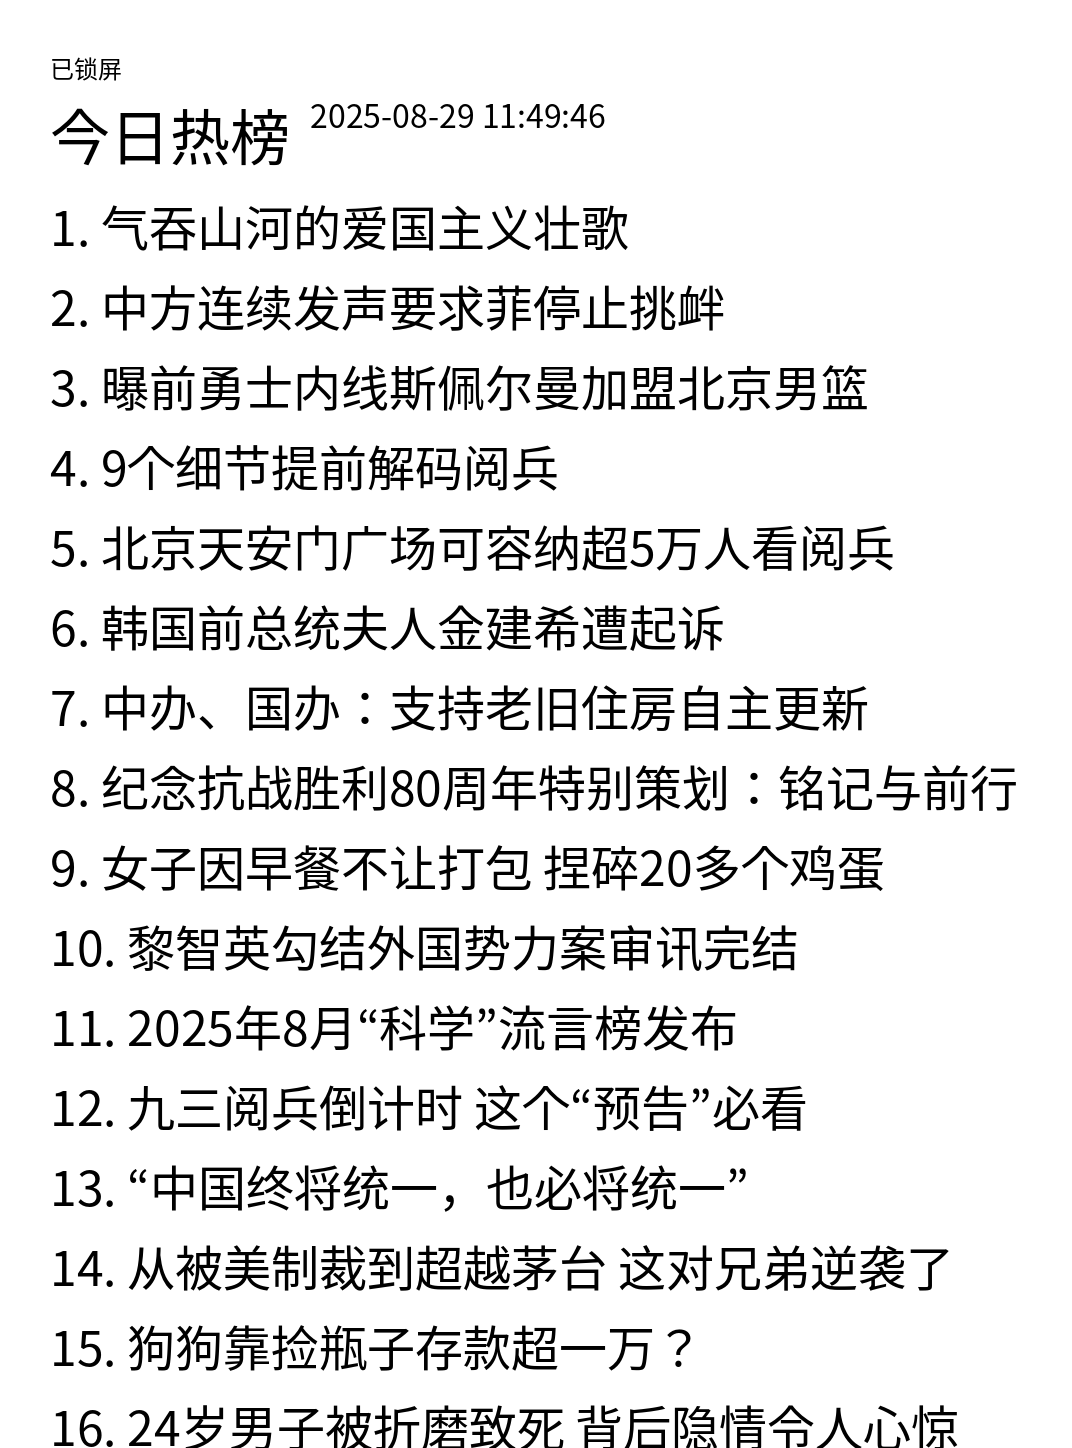 已锁屏
今日热榜 2025-08-29 11:49:46
1. 气吞山河的爱国主义壮歌
2. 中方连续发声要求菲停止挑衅
3. 曝前勇士内线斯佩尔曼加盟北京男篮
4. 9个细节提前解码阅兵
5. 北京天安门广场可容纳超5万人看阅兵
6. 韩国前总统夫人金建希遭起诉
7. 中办、国办：支持老旧住房自主更新
8. 纪念抗战胜利80周年特别策划：铭记与前行
9. 女子因早餐不让打包 捏碎20多个鸡蛋
10. 黎智英勾结外国势力案审讯完结
11. 2025年8月“科学”流言榜发布
12. 九三阅兵倒计时 这个“预告”必看
13. “中国终将统一，也必将统一”
14. 从被美制裁到超越茅台 这对兄弟逆袭了
15. 狗狗靠捡瓶子存款超一万？
16. 24岁男子被折磨致死 背后隐情令人心惊